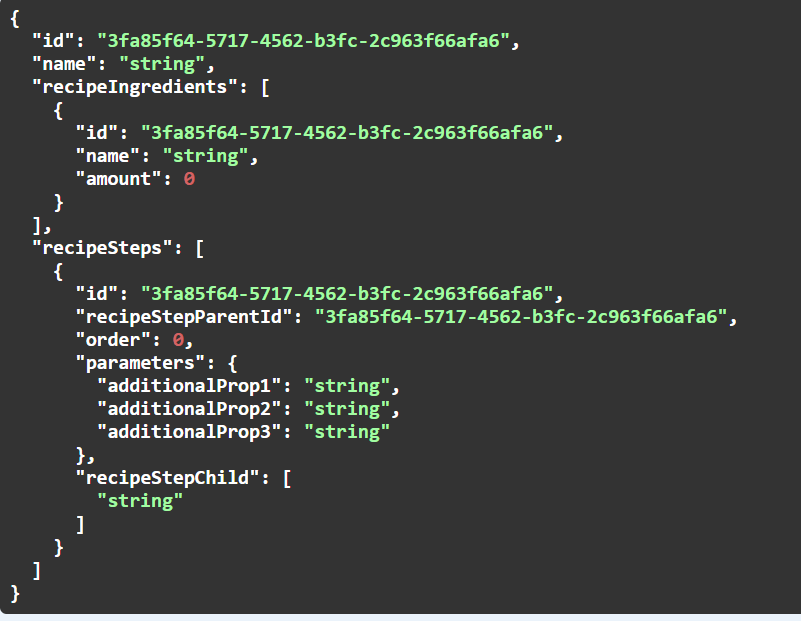 {
  "id": "3fa85f64-5717-4562-b3fc-2c963f66afa6",
  "name": "string",
  "recipeIngredients": [
    {
      "id": "3fa85f64-5717-4562-b3fc-2c963f66afa6",
      "name": "string",
      "amount": 0
    }
  ],
  "recipeSteps": [
    {
      "id": "3fa85f64-5717-4562-b3fc-2c963f66afa6",
      "recipeStepParentId": "3fa85f64-5717-4562-b3fc-2c963f66afa6",
      "order": 0,
      "parameters": {
        "additionalProp1": "string",
        "additionalProp2": "string",
        "additionalProp3": "string"
      },
      "recipeStepChild": [
        "string"
      ]
    }
  ]
}